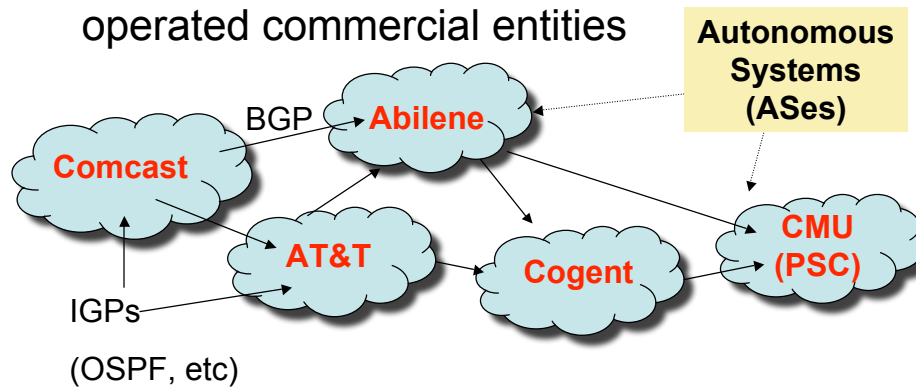 operated commercial entities
Autonomous
Systems
(ASes)
BGP
Abilene
Comcast
AT&T
Cogent
CMU
(PSC)
IGPs
(OSPF, etc)